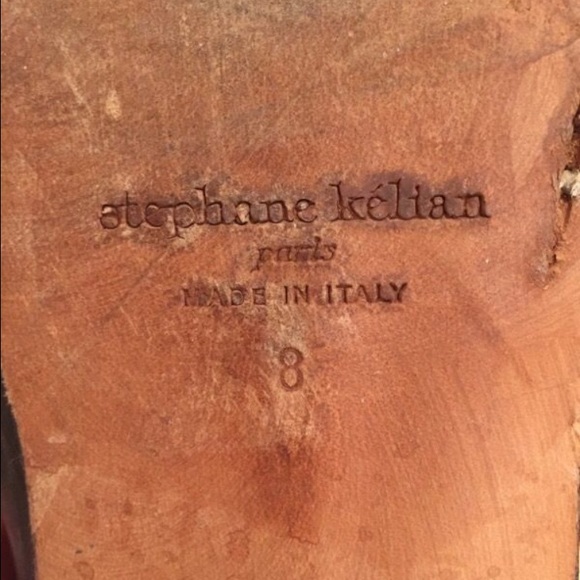 stephane kélian
paris
MADE IN ITALY
8